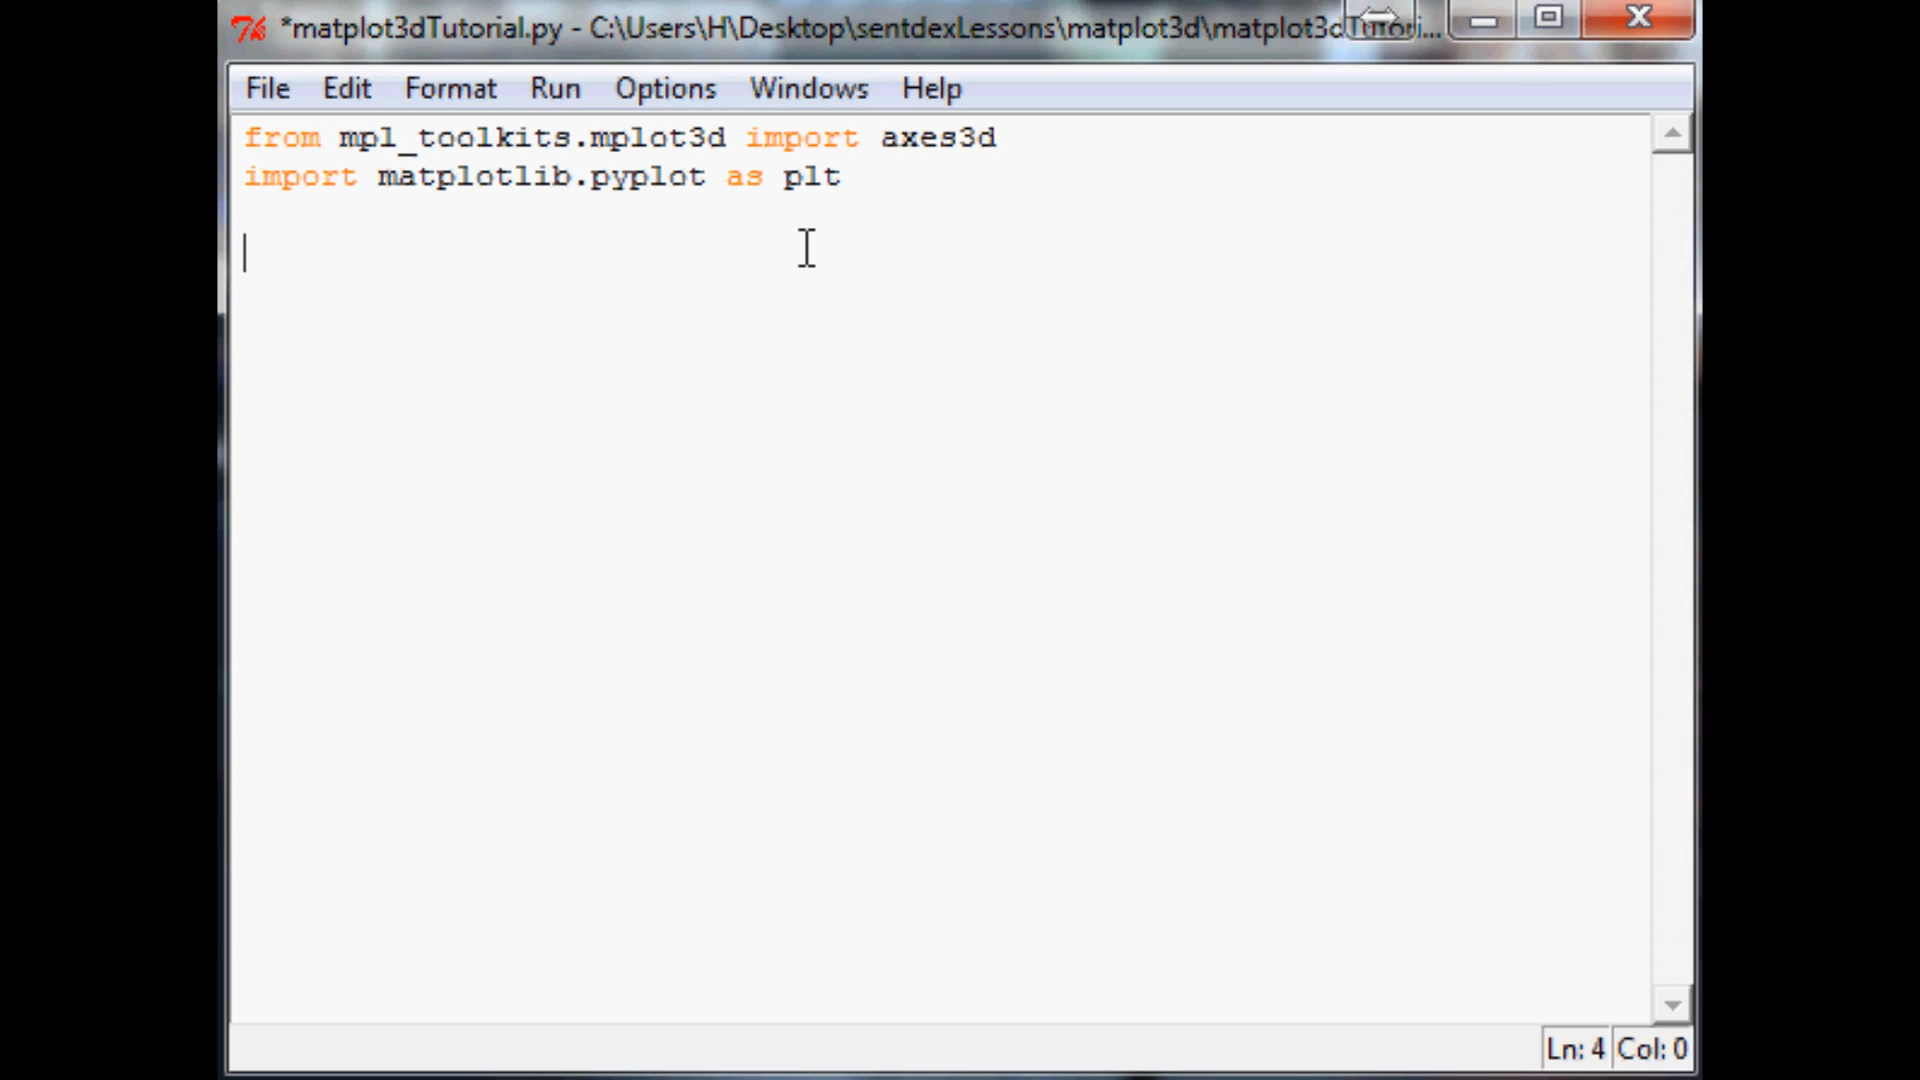 *matplot3dTutorial.py - C:\Users\H\Desktop\sentdexLessons\matplot3d\matplot3dTutori...
File Edit Format Run Options Windows Help
from mpl_toolkits.mplot3d import axes3d
import matplotlib.pyplot as plt
Ln: 4 Col: 0